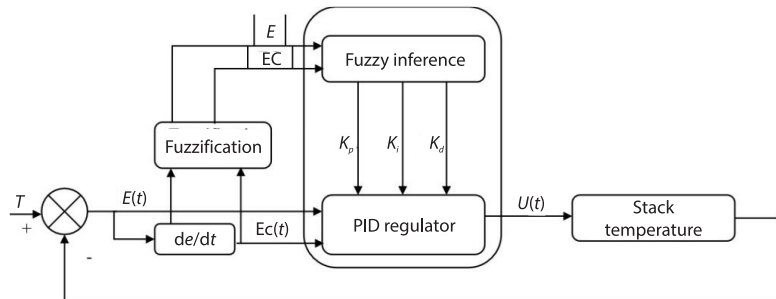 E
EC
Fuzzy inference
Fuzzification
Kp Ki Kd
T
+
-
E(t)
de/dt
Ec(t)
PID regulator
U(t)
Stack
temperature